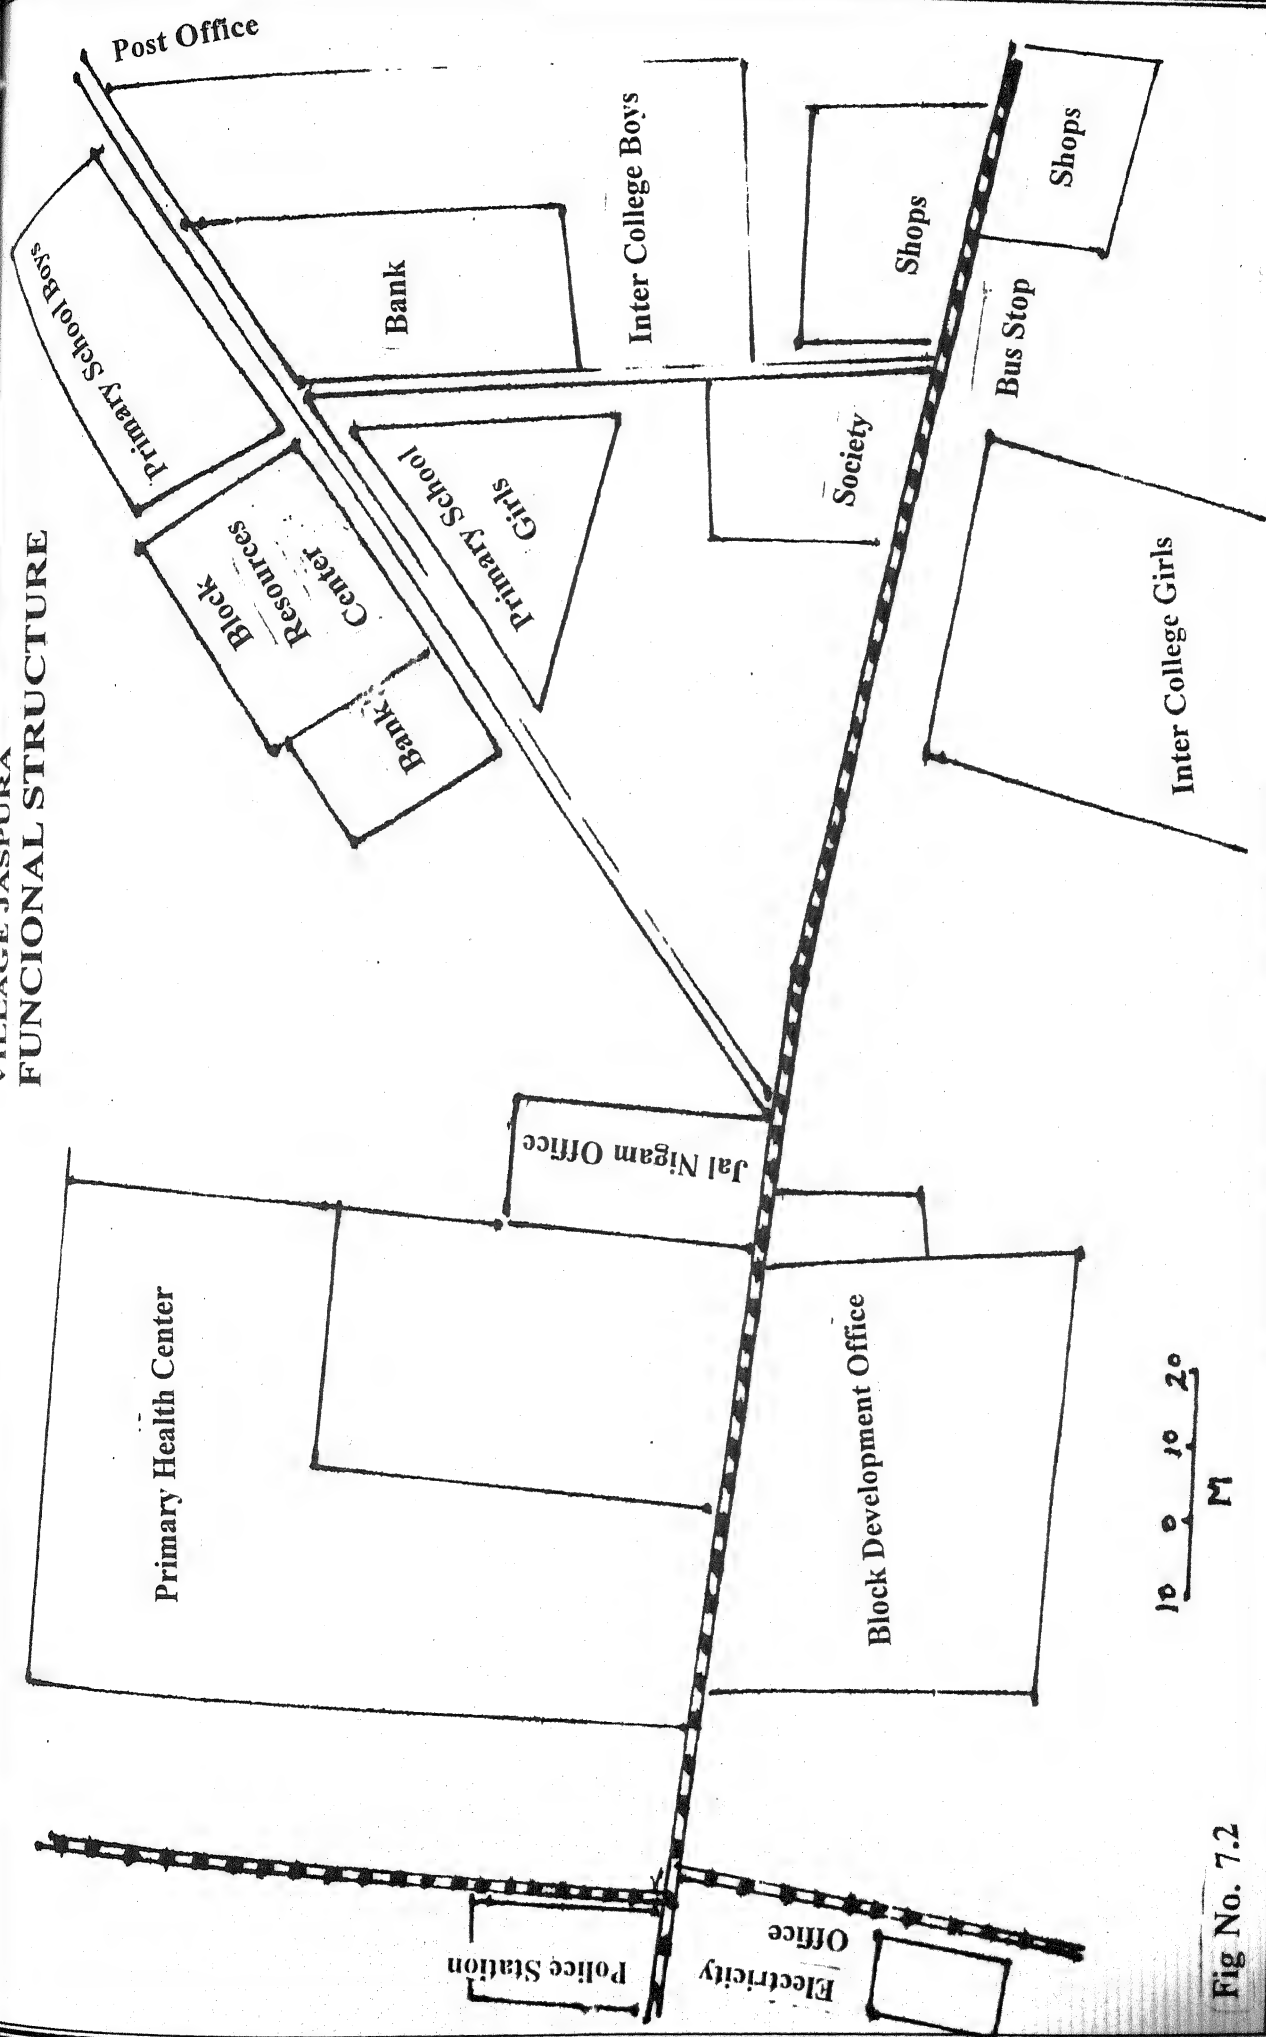 VILLAGE JASPURA
FUNCIONAL STRUCTURE
Post Office
Primary School Boys
Bank
Inter College Boys
Shops
Shops
Block
Resources
Center
Bank
Primary School
Girls
Society
Bus Stop
Inter College Girls
Jal Nigam Office
Primary Health Center
Block Development Office
Police Station
Electricity
Office
10 0 10 20
M
Fig No. 7.2